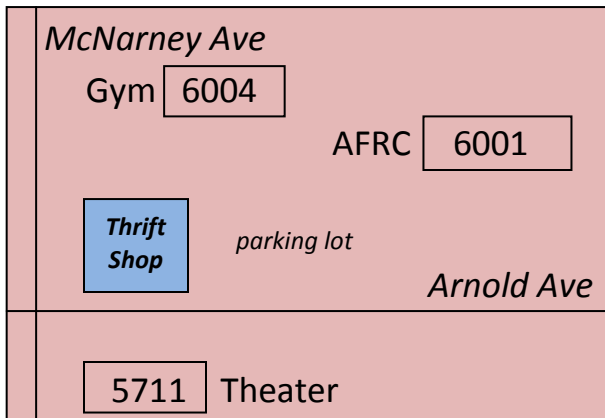 McNarney Ave
Gym 6004
AFRC 6001
Thrift
Shop
parking lot
Arnold Ave
5711 Theater